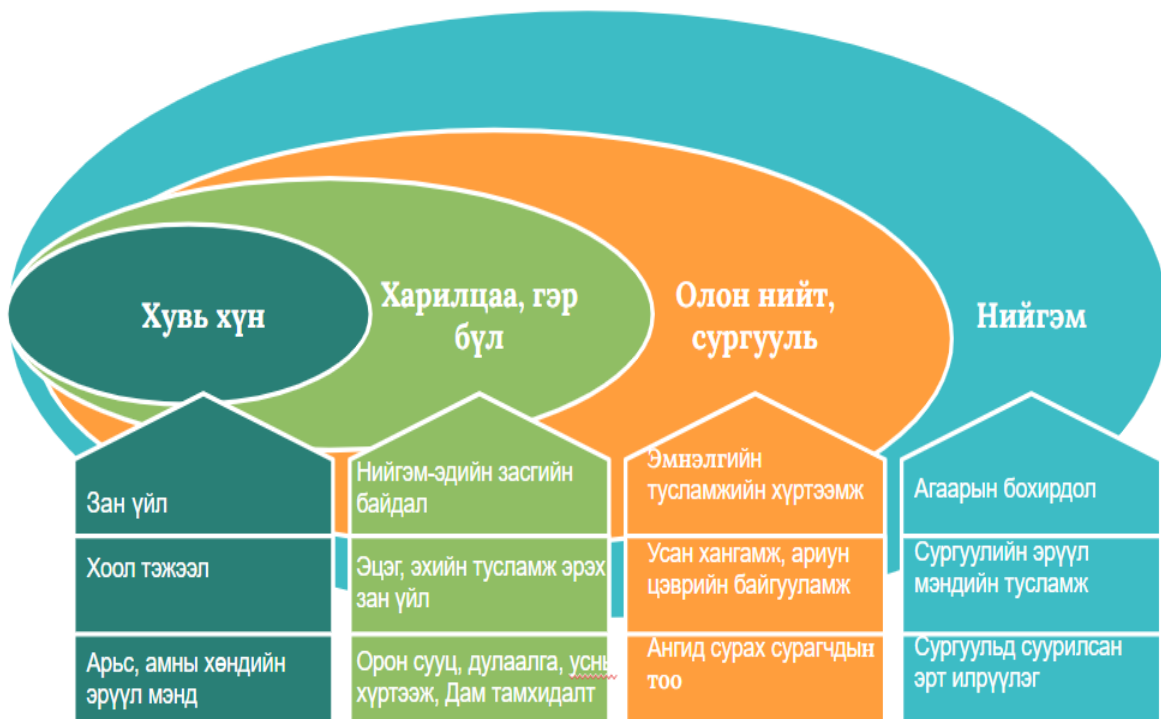 Хувь хүн
Харилцаа, гэр
бүл
Олон нийт,
сургууль
Нийгэм
Зан үйл
Хоол тэжээл
Арьс, амны хөндийн
эрүүл мэнд
Нийгэм-эдийн засгийн
байдал
Эцэг, эхийн тусламж эрэх
зан үйл
Орон сууц, дулаалга, усны
хүртээж, Дам тамхидалт
Эмнэлгийн
тусламжийн хүртээмж
Усан хангамж, ариун
цэврийн байгууламж
Ангид сурах сурагчдын
тоо
Агаарын бохирдол
Сургуулийн эрүүл
мэндийн тусламж
Сургуульд суурилсан
эрт илрүүлэг